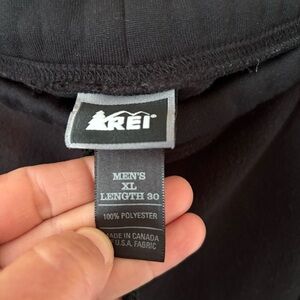 REI
MEN'S
XL
LENGTH 30
100% POLYESTER
MADE IN CANADA
U.S.A. FABRIC